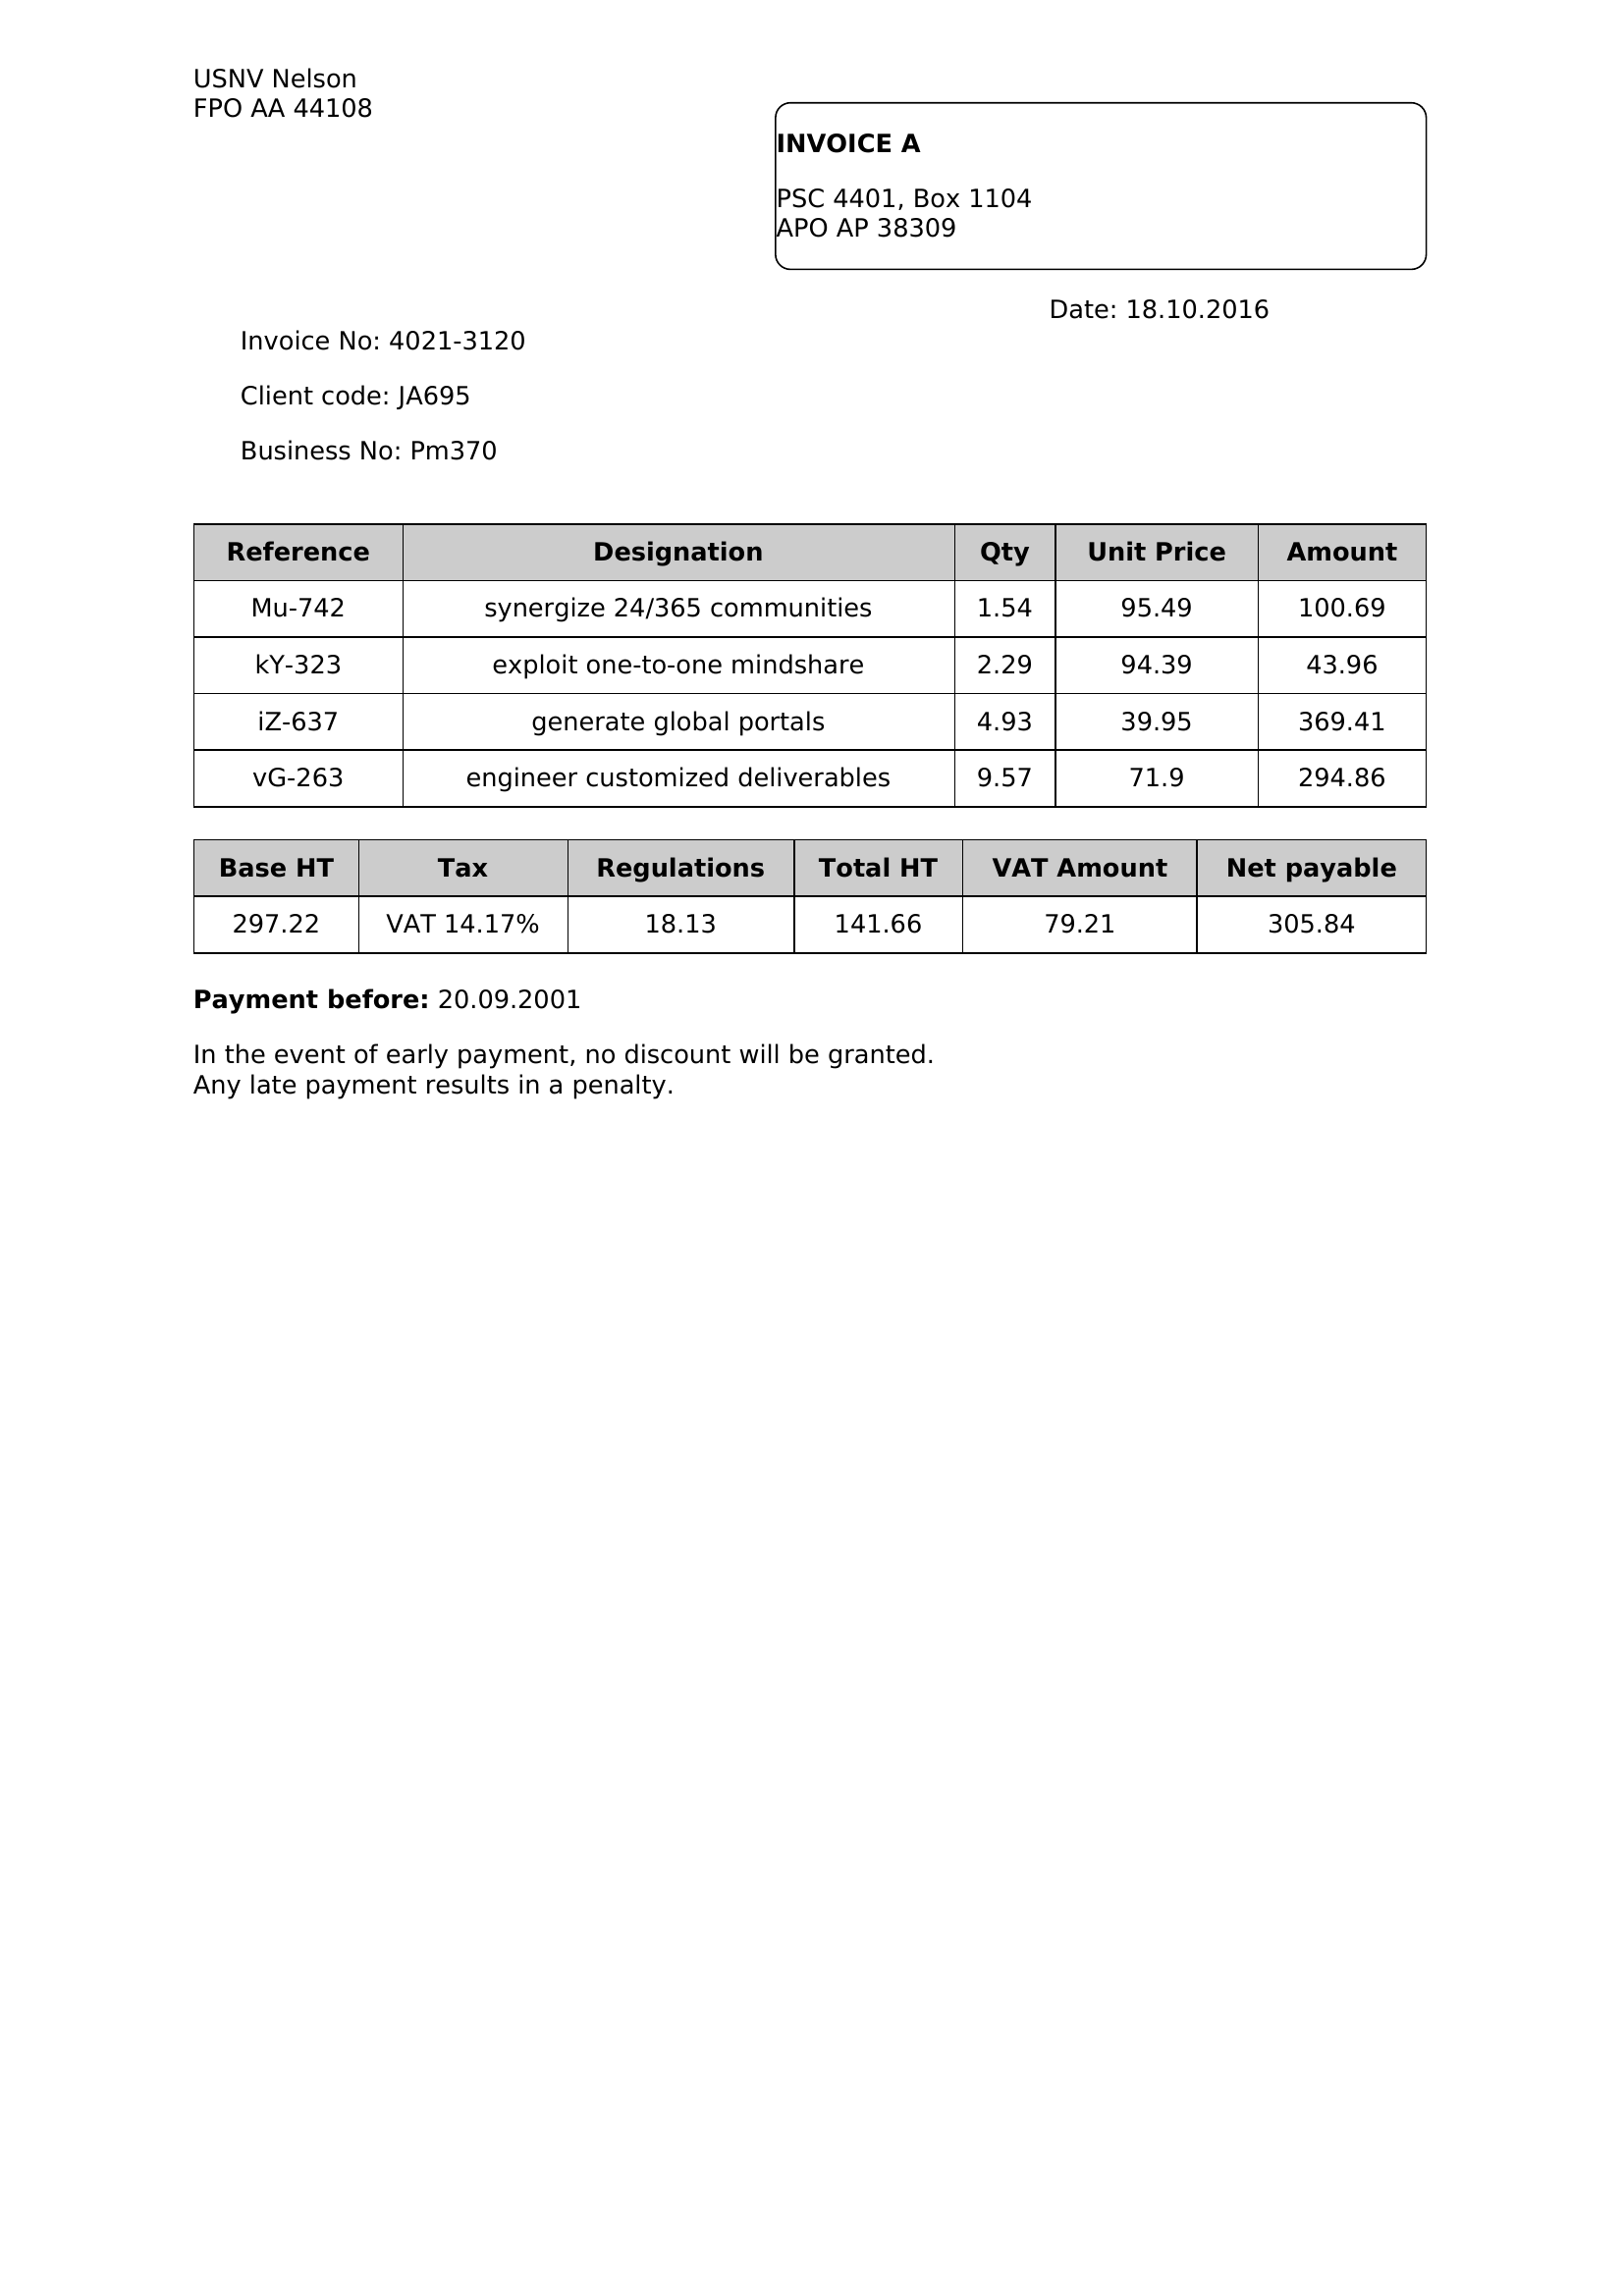 USNV Nelson
FPO AA 44108
INVOICE A
PSC 4401, Box 1104
APO AP 38309
Date: 18.10.2016
Invoice No: 4021-3120
Client code: JA695
Business No: Pm370
Reference Designation Qty Unit Price Amount
Mu-742 synergize 24/365 communities 1.54 95.49 100.69
kY-323 exploit one-to-one mindshare 2.29 94.39 43.96
iZ-637 generate global portals 4.93 39.95 369.41
vG-263 engineer customized deliverables 9.57 71.9 294.86
Base HT Tax Regulations Total HT VAT Amount Net payable
297.22 VAT 14.17% 18.13 141.66 79.21 305.84
Payment before: 20.09.2001
In the event of early payment, no discount will be granted.
Any late payment results in a penalty.